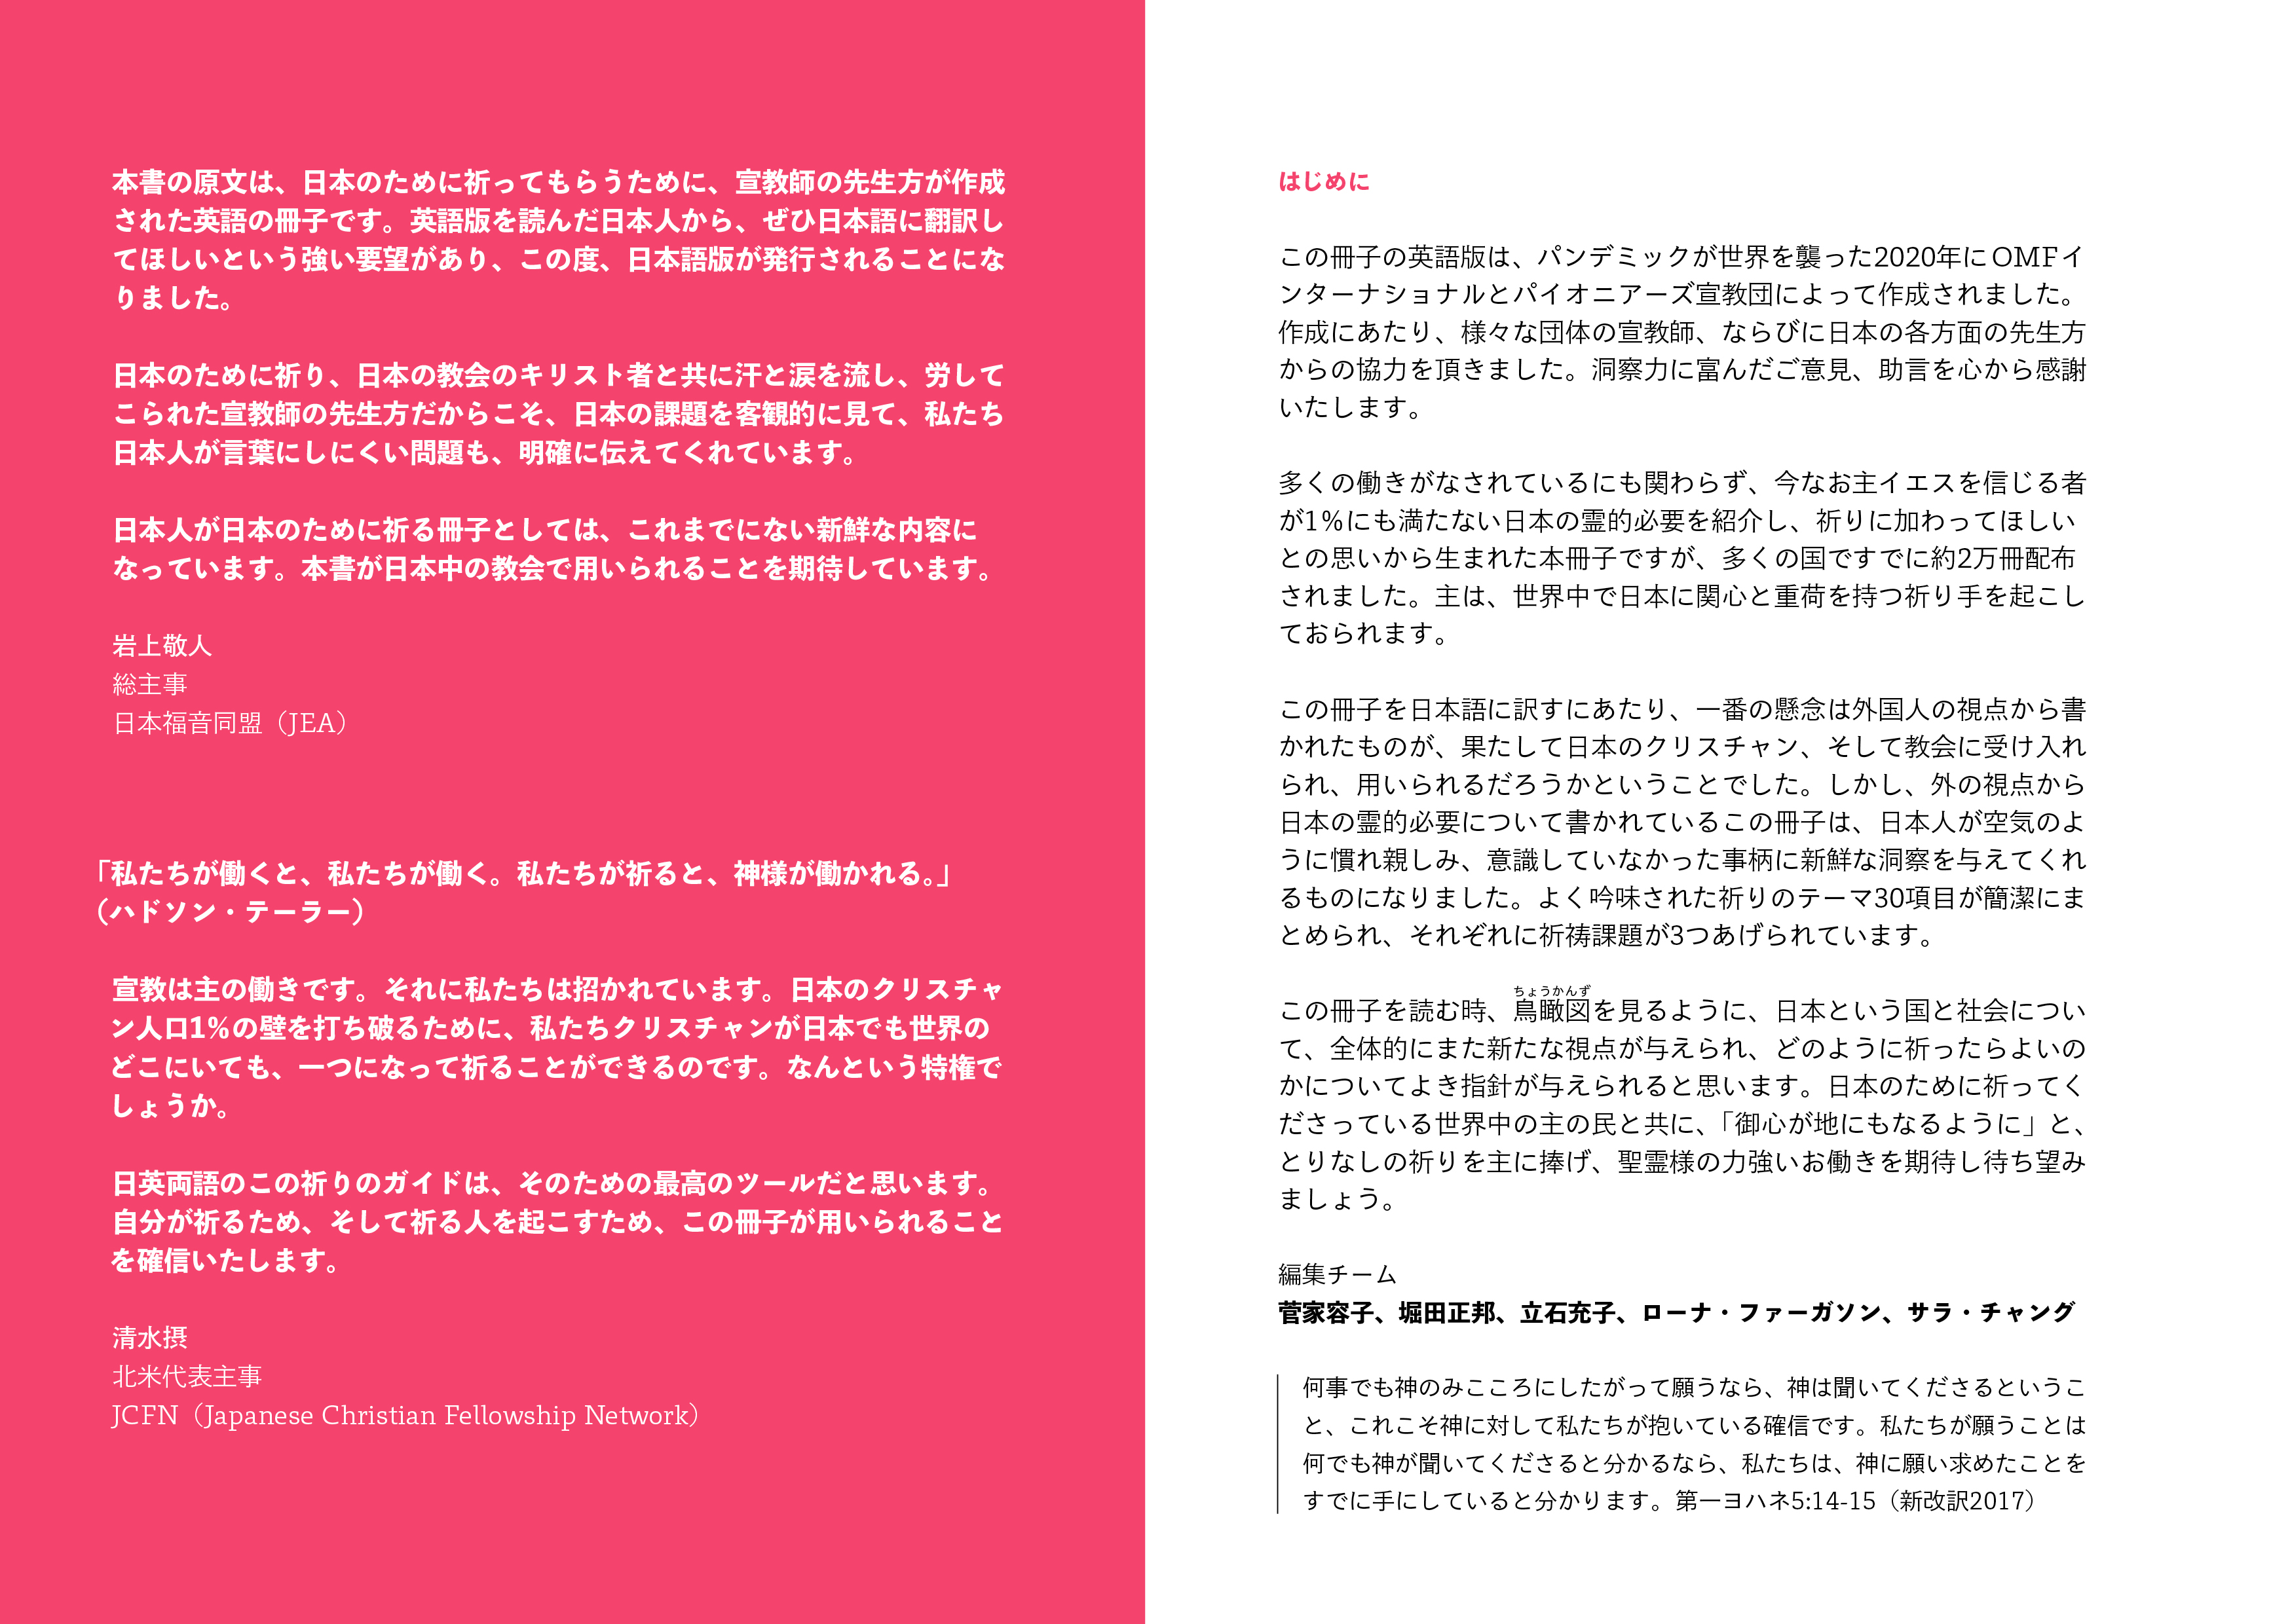 本書の原文は、日本のために祈ってもらうために、宣教師の先生方が作成
された英語の冊子です。英語版を読んだ日本人から、ぜひ日本語に翻訳し
てほしいという強い要望があり、この度、日本語版が発行されることにな
りました。
日本のために祈り、日本の教会のキリスト者と共に汗と涙を流し、労して
こられた宣教師の先生方だからこそ、日本の課題を客観的に見て、私たち
日本人が言葉にしにくい問題も、明確に伝えてくれています。
日本人が日本のために祈る冊子としては、これまでにない新鮮な内容に
なっています。本書が日本中の教会で用いられることを期待しています。
岩上敬人
総主事
日本福音同盟（JEA）
「私たちが働くと、私たちが働く。私たちが祈ると、神様が働かれる。」
（ハドソン・テーラー）
宣教は主の働きです。それに私たちは招かれています。日本のクリスチャ
ン人口1%の壁を打ち破るために、私たちクリスチャンが日本でも世界の
どこにいても、一つになって祈ることができるのです。なんという特権で
しょうか。
日英両語のこの祈りのガイドは、そのための最高のツールだと思います。
自分が祈るため、そして祈る人を起こすため、この冊子が用いられること
を確信いたします。
清水摂
北米代表主事
JCFN（Japanese Christian Fellowship Network）
はじめに
この冊子の英語版は、パンデミックが世界を襲った2020年にOMFイ
ンターナショナルとパイオニアーズ宣教団によって作成されました。
作成にあたり、様々な団体の宣教師、ならびに日本の各方面の先生方
からの協力を頂きました。洞察力に富んだご意見、助言を心から感謝
いたします。
多くの働きがなされているにも関わらず、今なお主イエスを信じる者
が1%にも満たない日本の霊的必要を紹介し、祈りに加わってほしい
との思いから生まれた本冊子ですが、多くの国ですでに約2万冊配布
されました。主は、世界中で日本に関心と重荷を持つ祈り手を起こし
ておられます。
この冊子を日本語に訳すにあたり、一番の懸念は外国人の視点から書
かれたものが、果たして日本のクリスチャン、そして教会に受け入れ
られ、用いられるだろうかということでした。しかし、外の視点から
日本の霊的必要について書かれているこの冊子は、日本人が空気のよ
うに慣れ親しみ、意識していなかった事柄に新鮮な洞察を与えてくれ
るものになりました。よく吟味された祈りのテーマ30項目が簡潔にま
とめられ、それぞれに祈祷課題が3つあげられています。
ちょうかんず
この冊子を読む時、鳥瞰図を見るように、日本という国と社会につい
て、全体的にまた新たな視点が与えられ、どのように祈ったらよいの
かについてよき指針が与えられると思います。日本のために祈ってく
ださっている世界中の主の民と共に、「御心が地にもなるように」と、
とりなしの祈りを主に捧げ、聖霊様の力強いお働きを期待し待ち望み
ましょう。
編集チーム
菅家容子、堀田正邦、立石充子、ローナ・ファーガソン、サラ・チャング
何事でも神のみこころにしたがって願うなら、神は聞いてくださるというこ
と、これこそ神に対して私たちが抱いている確信です。私たちが願うことは
何でも神が聞いてくださると分かるなら、私たちは、神に願い求めたことを
すでに手にしていると分かります。第一ヨハネ5:14-15（新改訳2017）